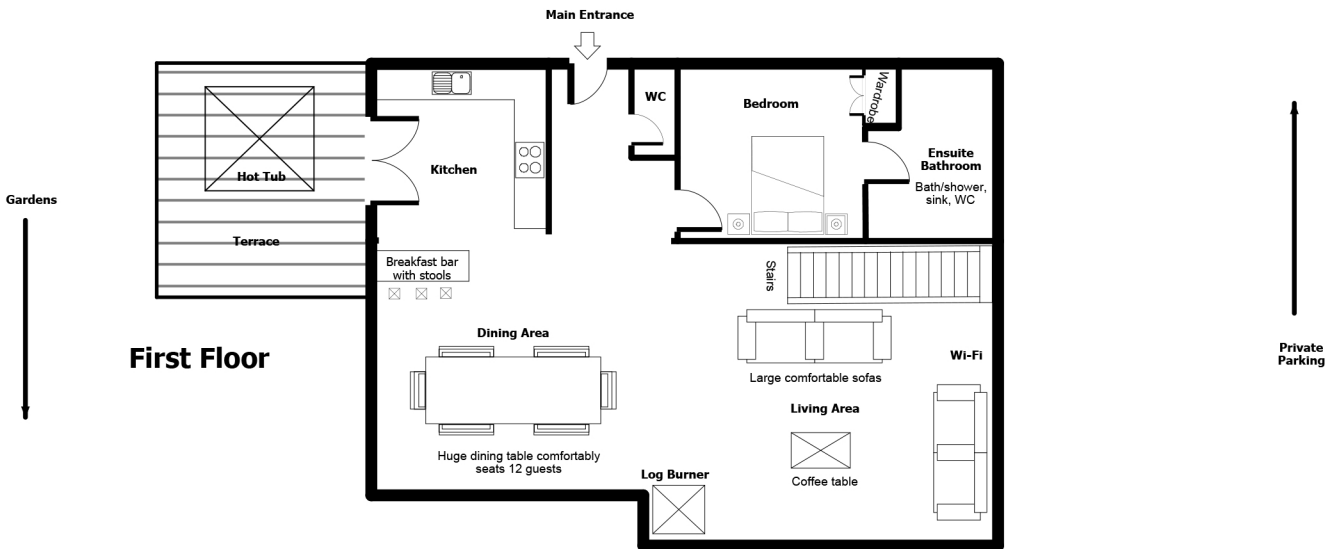 Main Entrance
WC
Bedroom
Wardrobe
Ensuite
Bathroom
Bath/shower,
sink, WC
Kitchen
Hot Tub
Terrace
Gardens
Breakfast bar
with stools
Stairs
First Floor
Dining Area
Huge dining table comfortably
seats 12 guests
Large comfortable sofas
Wi-Fi
Living Area
Coffee table
Log Burner
Private
Parking